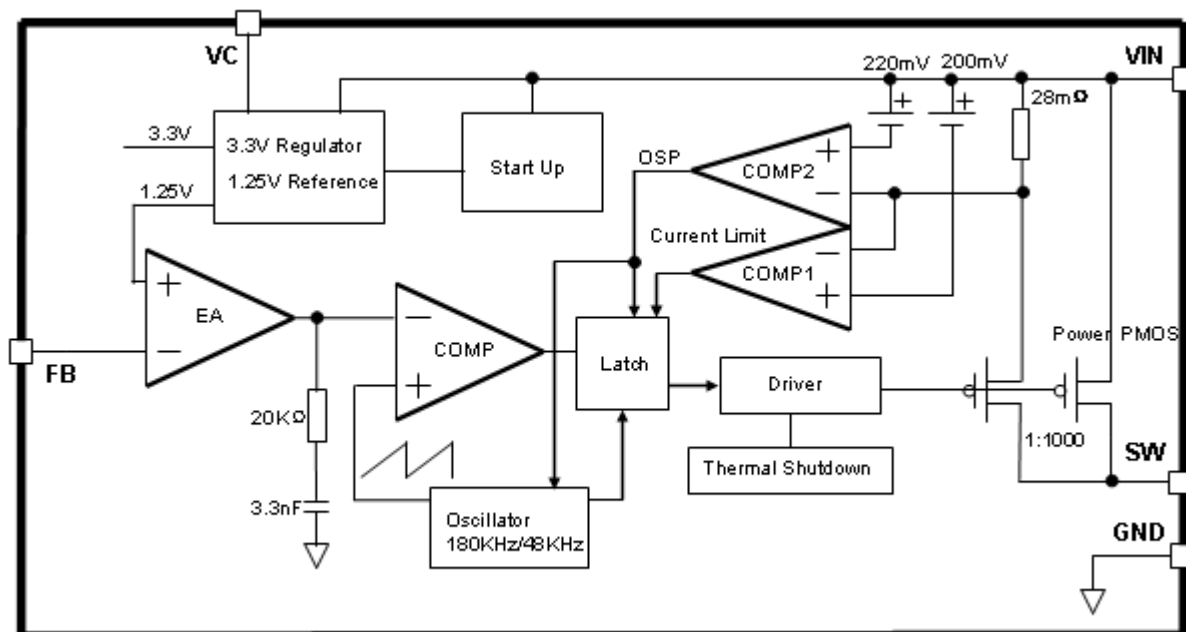 VC
220mV
200mV
VIN
28mΩ
3.3V
3.3V Regulator
1.25V Reference
Start Up
OSP
+
COMP2
−
1.25V
Current Limit
−
COMP1
+
+
EA
−
FB
−
COMP
+
Latch
Driver
Power PMOS
1:1000
20KΩ
Thermal Shutdown
SW
3.3nF
Oscillator
180KHz/48KHz
GND
+
+